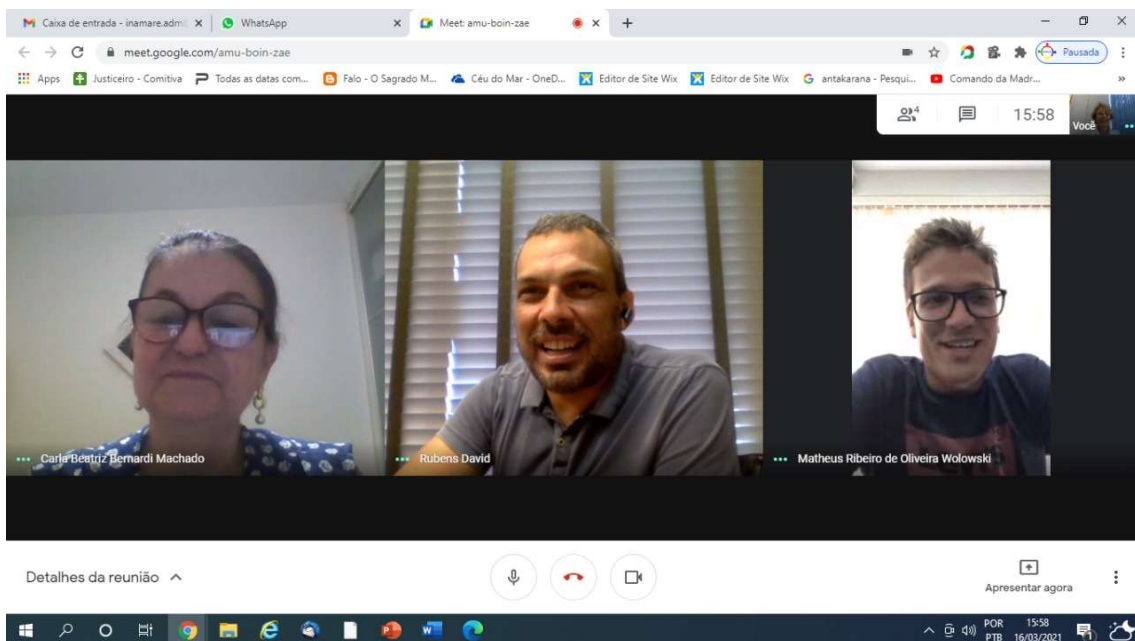 Caixa de entrada - inamare.adm
WhatsApp
Meet: amu-boin-zae
meet.google.com/amu-boin-zae
Pausada
Apps
Justiceiro - Comitiva
Todas as datas com...
Falo - O Sagrado M...
Céu do Mar - OneD...
Editor de Site Wix
Editor de Site Wix
antakarana - Pesqui...
Comando da Madr...
»
4
15:58
Você
Carla Beatriz Bernardi Machado
Rubens David
Matheus Ribeiro de Oliveira Wolowski
Detalhes da reunião
Apresentar agora
POR
PTB
15:58
16/03/2021